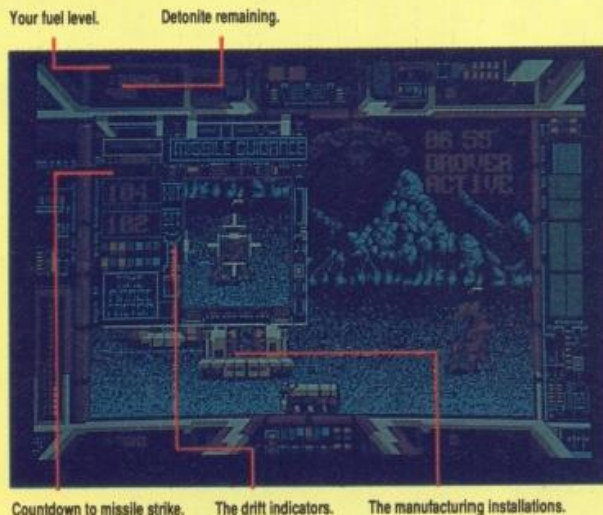 Your fuel level. Detonite remaining.
MISSILE GUIDANCE
06 55
DROVER
ACTIVE
104
102
Countdown to missile strike. The drift indicators. The manufacturing installations.